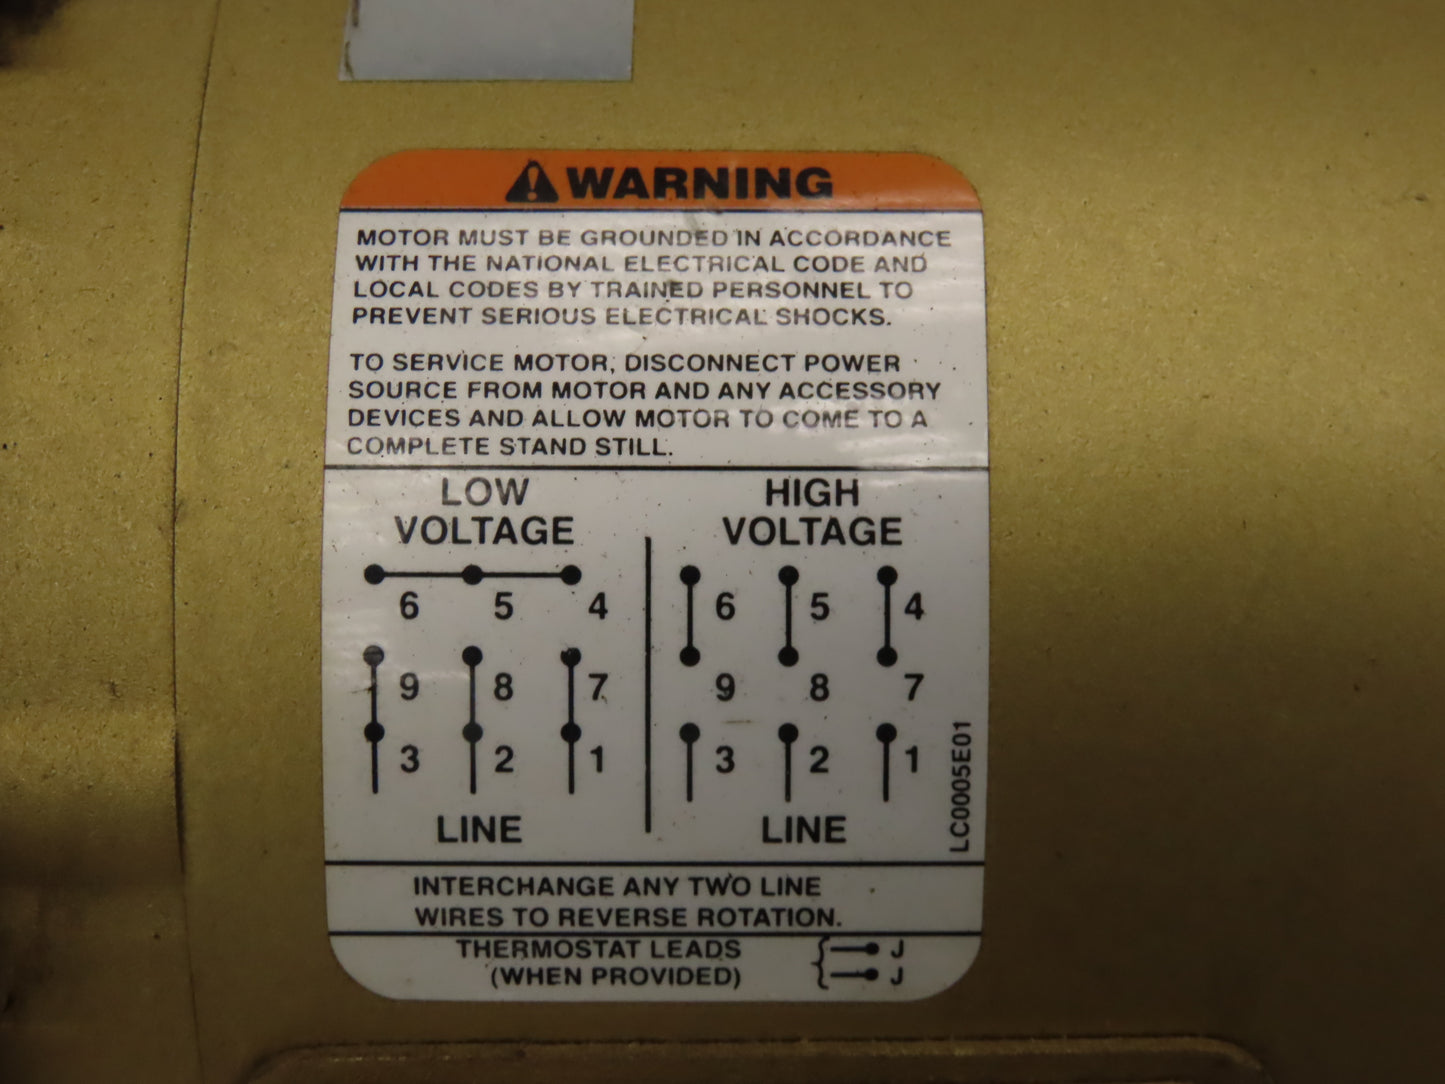 WARNING
MOTOR MUST BE GROUNDED IN ACCORDANCE
WITH THE NATIONAL ELECTRICAL CODE AND
LOCAL CODES BY TRAINED PERSONNEL TO
PREVENT SERIOUS ELECTRICAL SHOCKS.
TO SERVICE MOTOR, DISCONNECT POWER
SOURCE FROM MOTOR AND ANY ACCESSORY
DEVICES AND ALLOW MOTOR TO COME TO A
COMPLETE STAND STILL.
LOW
VOLTAGE
6 5 4
9 8 7
3 2 1
LINE
HIGH
VOLTAGE
6 5 4
9 8 7
3 2 1
LINE
LC0005E01
INTERCHANGE ANY TWO LINE
WIRES TO REVERSE ROTATION.
THERMOSTAT LEADS
(WHEN PROVIDED)
J
J